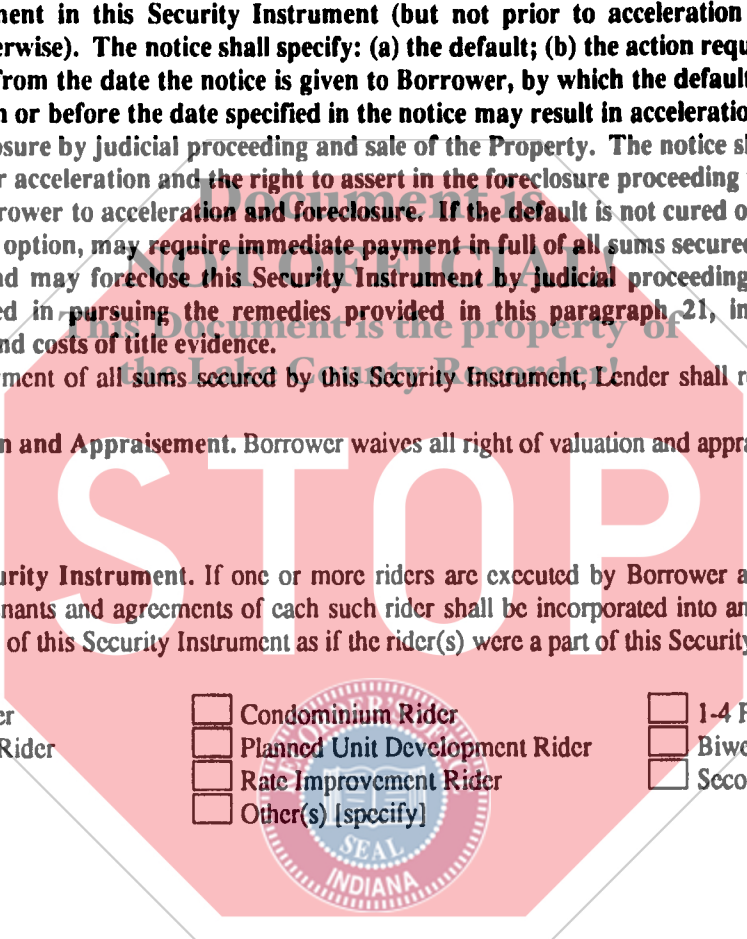 ment in this Security Instrument (but not prior to acceleration
erwise). The notice shall specify: (a) the default; (b) the action requ
from the date the notice is given to Borrower, by which the default
n or before the date specified in the notice may result in acceleratio
osure by judicial proceeding and sale of the Property. The notice sh
r acceleration and the right to assert in the foreclosure proceeding
Document is
rrower to acceleration and foreclosure. If the default is not cured o
option, may require immediate payment in full of all sums secured
NOT OFFICIAL!
nd may foreclose this Security Instrument by judicial proceeding
ed in pursuing the remedies provided in this paragraph 21, in
This Document is the property of
nd costs of title evidence.
the Lake County Recorder!
yment of all sums secured by this Security Instrument, Lender shall r
n and Appraisement. Borrower waives all right of valuation and appra
STOP
urity Instrument. If one or more riders are executed by Borrower a
nants and agreements of each such rider shall be incorporated into an
of this Security Instrument as if the rider(s) were a part of this Security
er Condominium Rider 1-4 F
Rider Planned Unit Development Rider Biwe
Rate Improvement Rider Seco
Other(s) [specify]
SEAL
INDIANA